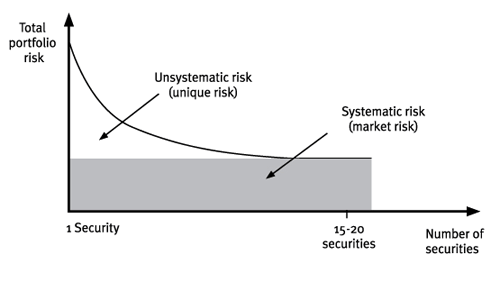 Total
portfolio
risk
Unsystematic risk
(unique risk)
Systematic risk
(market risk)
1 Security
15-20
securities
Number of
securities